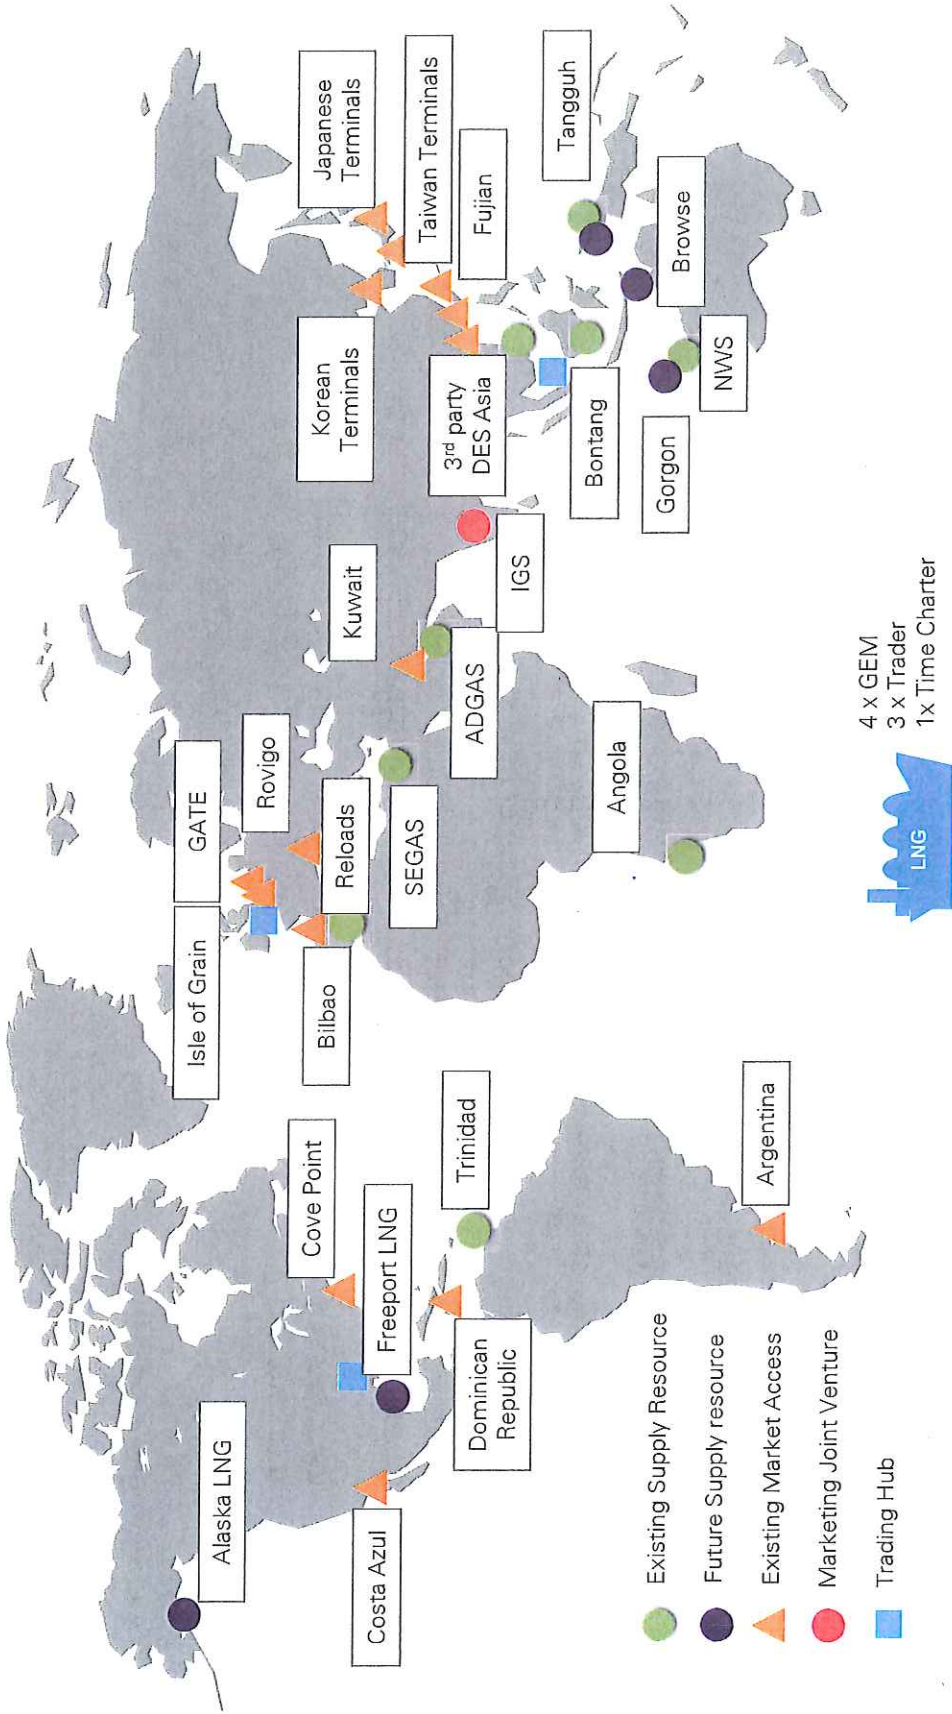 Alaska LNG
Costa Azul
Cove Point
Freeport LNG
Dominican
Republic
Trinidad
Argentina
Isle of Grain
GATE
Rovigo
Bilbao
Reloads
SEGAS
Kuwait
ADGAS
IGS
Angola
Korean
Terminals
Japanese
Terminals
Taiwan Terminals
Fujian
3rd party
DES Asia
Bontang
Tangguh
Gorgon
NWS
Browse
Existing Supply Resource
Future Supply resource
Existing Market Access
Marketing Joint Venture
Trading Hub
LNG
4 x GEM
3 x Trader
1x Time Charter